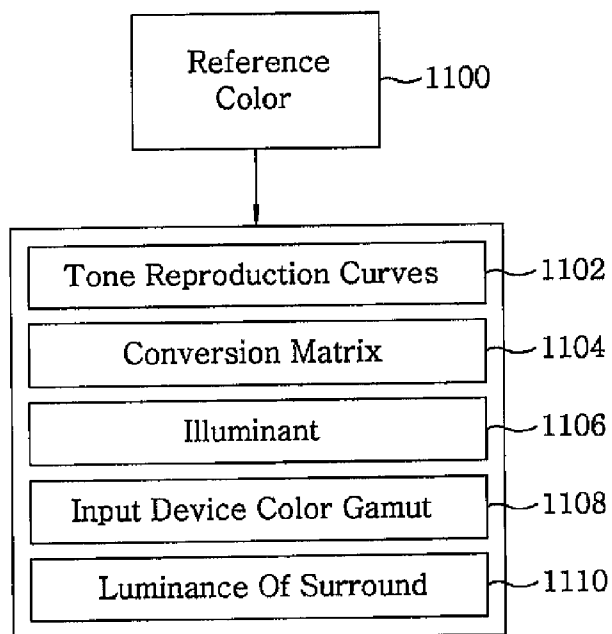 Reference
Color
1100
Tone Reproduction Curves
1102
Conversion Matrix
1104
Illuminant
1106
Input Device Color Gamut
1108
Luminance Of Surround
1110